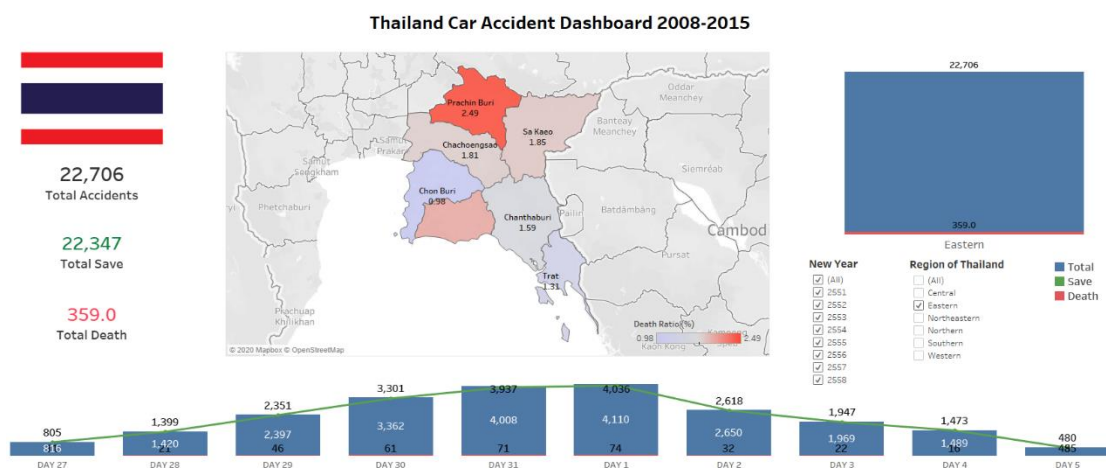 Thailand Car Accident Dashboard 2008-2015
22,706
Total Accidents
22,347
Total Save
359.0
Total Death
Prachin Buri
2.49
Sa Kaeo
1.85
Chachoengsao
1.81
Chon Buri
0.98
Chanthaburi
1.59
Trat
1.31
Oddar
Meanchey
Banteay
Meanchey
Siemréab
Samut
Prakan
Samut
Songkham
Phetchaburi
Pailin
Batdâmbâng
Cambod
Pursat
Prachuap
Khilikhan
Kaoh Kong
Death Ratio (%)
0.98
2.49
© 2020 Mapbox © OpenStreetMap
22,706
359.0
Eastern
New Year
(All)
2551
2552
2553
2554
2555
2556
2557
2558
Region of Thailand
(All)
Central
Eastern
Northeastern
Northern
Southern
Western
Total
Save
Death
805 1,399 2,351 3,301 3,937 4,036 2,618 1,947 1,473 480
816 1,420 2,397 3,362 4,008 4,110 2,650 1,969 1,489 485
11 21 46 61 71 74 32 22 16
DAY 27 DAY 28 DAY 29 DAY 30 DAY 31 DAY 1 DAY 2 DAY 3 DAY 4 DAY 5